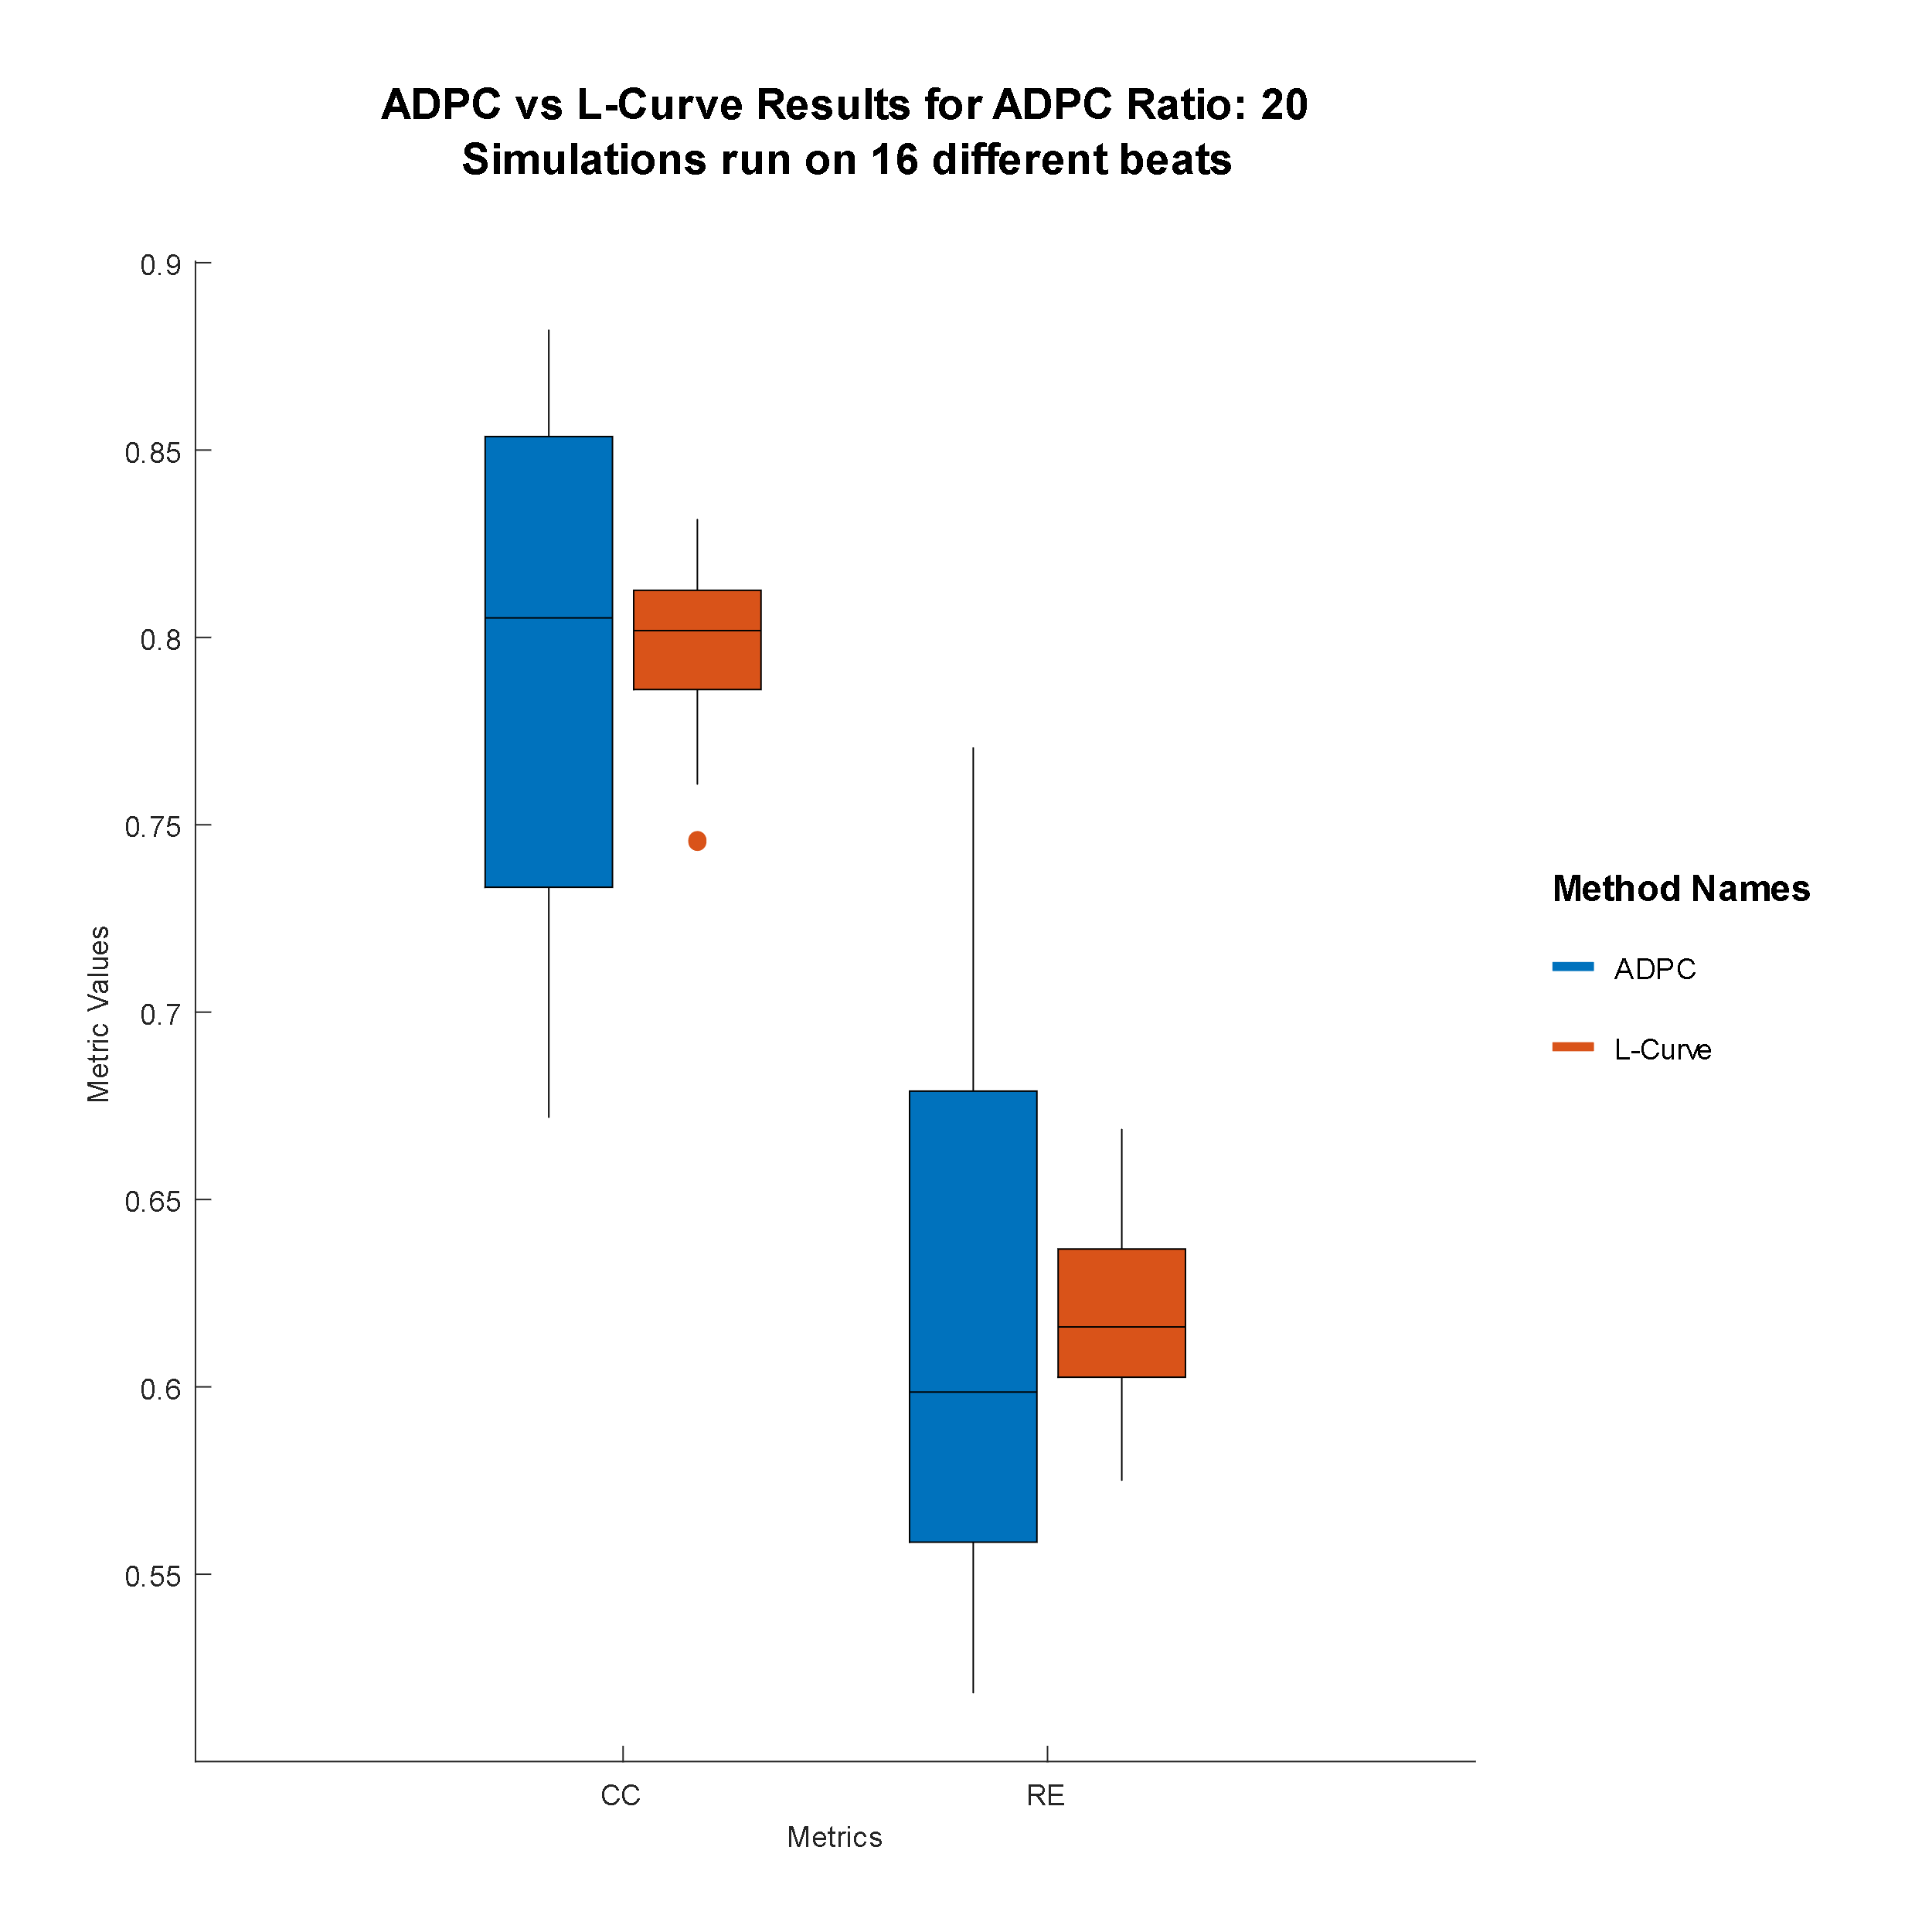 ADPC vs L-Curve Results for ADPC Ratio: 20
Simulations run on 16 different beats
0.9
0.85
0.8
0.75
0.7
0.65
0.6
0.55
Metric Values
CC
RE
Metrics
Method Names
ADPC
L-Curve